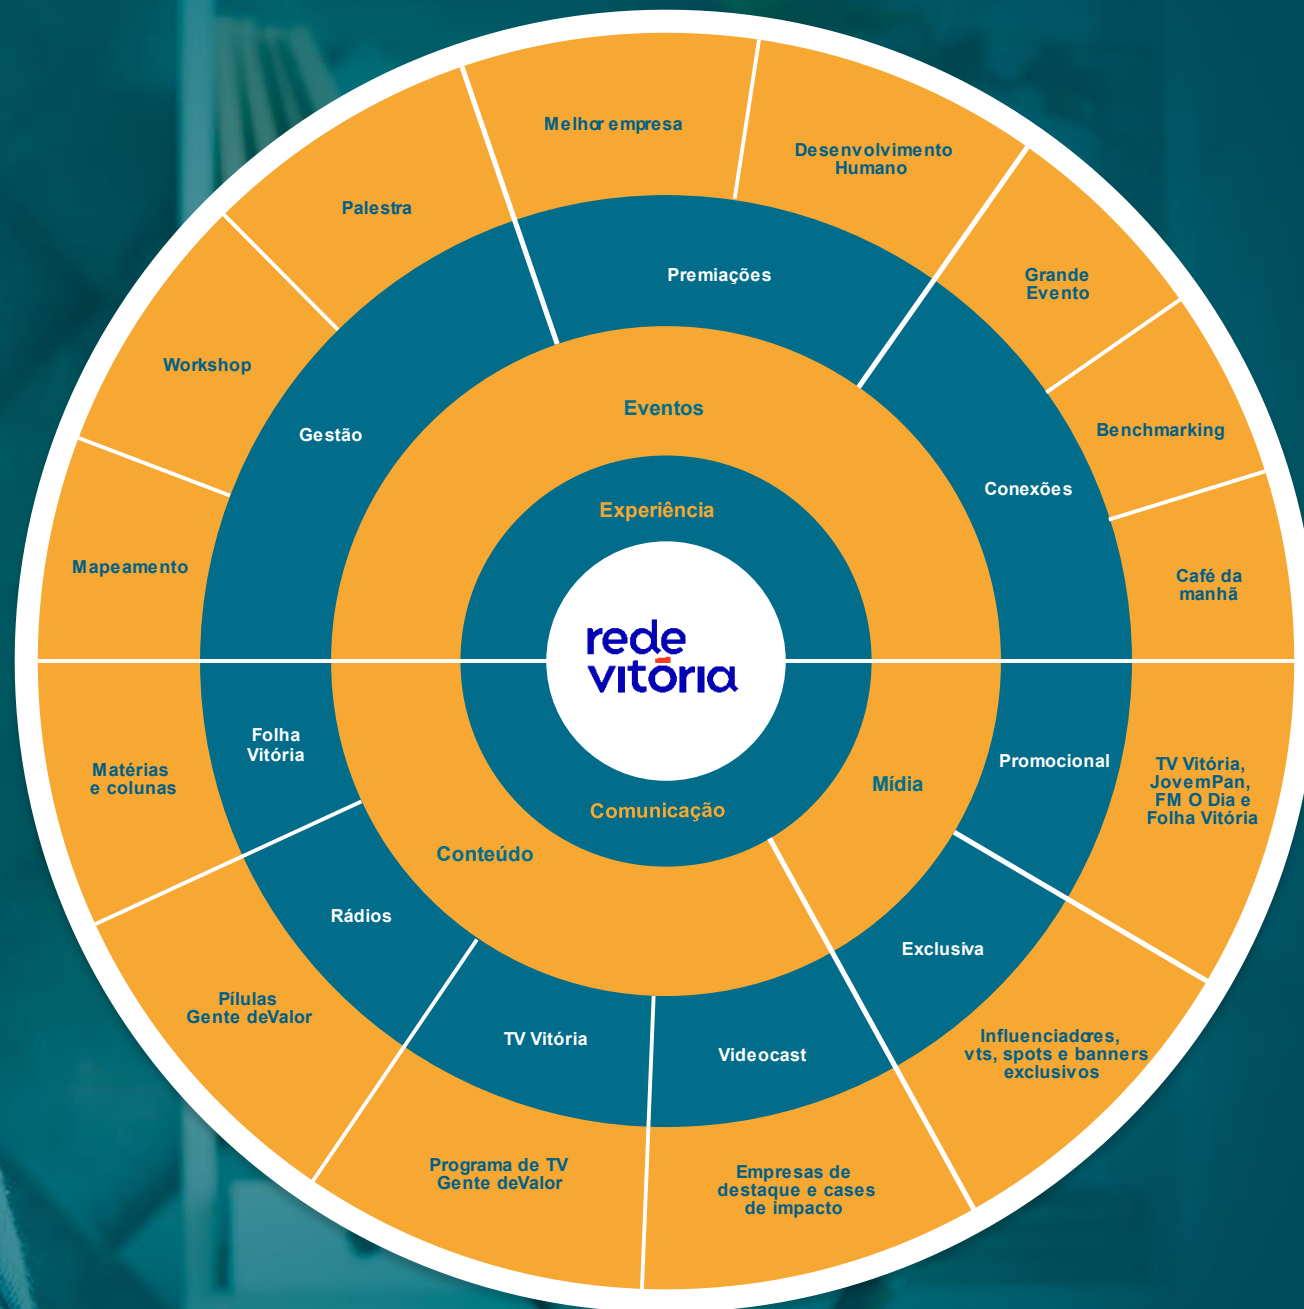 Melhor empresa
Desenvolvimento
Humano
Palestra
Grande
Evento
Premiações
Workshop
Eventos
Benchmarking
Gestão
Conexões
Experiência
Mapeamento
Café da
manhã
rede
vitória
Folha
Vitória
Matérias
e colunas
Promocional
TV Vitória,
JovemPan,
FM O Dia e
Folha Vitória
Mídia
Comunicação
Conteúdo
Rádios
Exclusiva
Pílulas
Gente deValor
TV Vitória
Videocast
Influenciadores,
vts, spots e banners
exclusivos
Programa de TV
Gente deValor
Empresas de
destaque e cases
de impacto